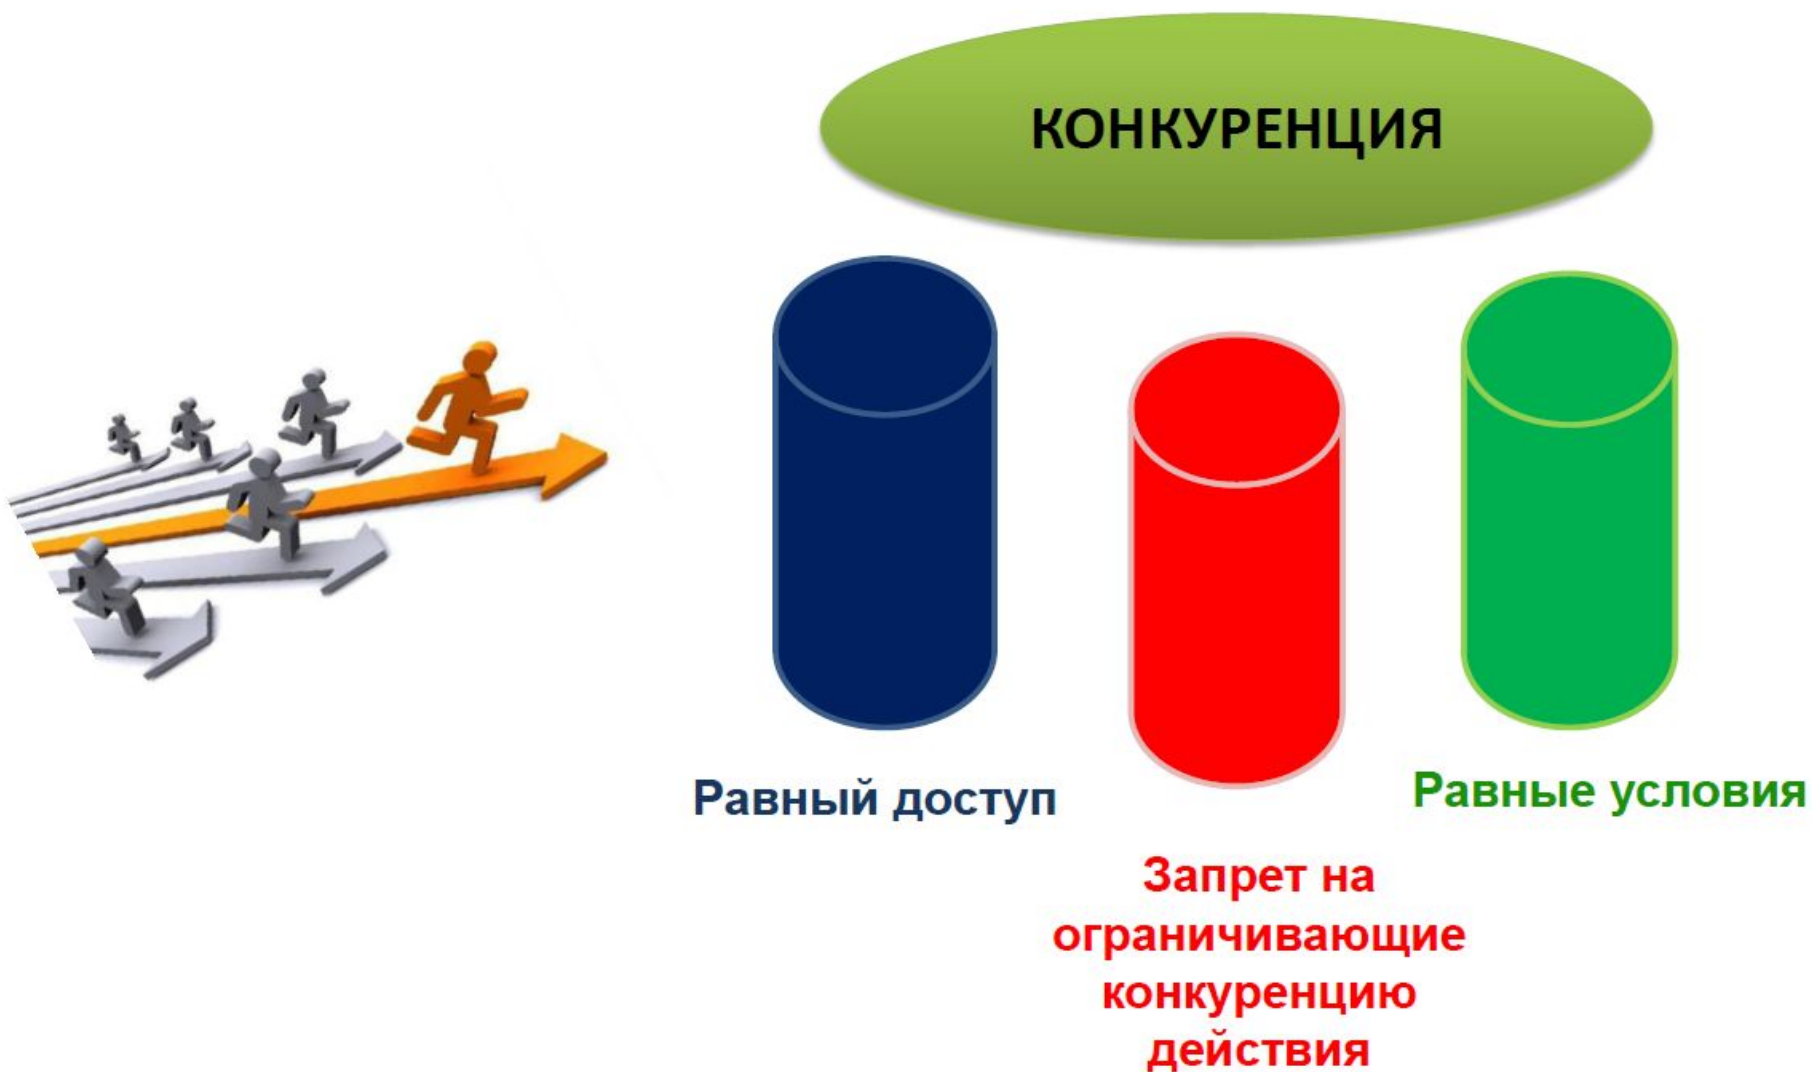 КОНКУРЕНЦИЯ
Равный доступ
Равные условия
Запрет на
ограничивающие
конкуренцию
действия